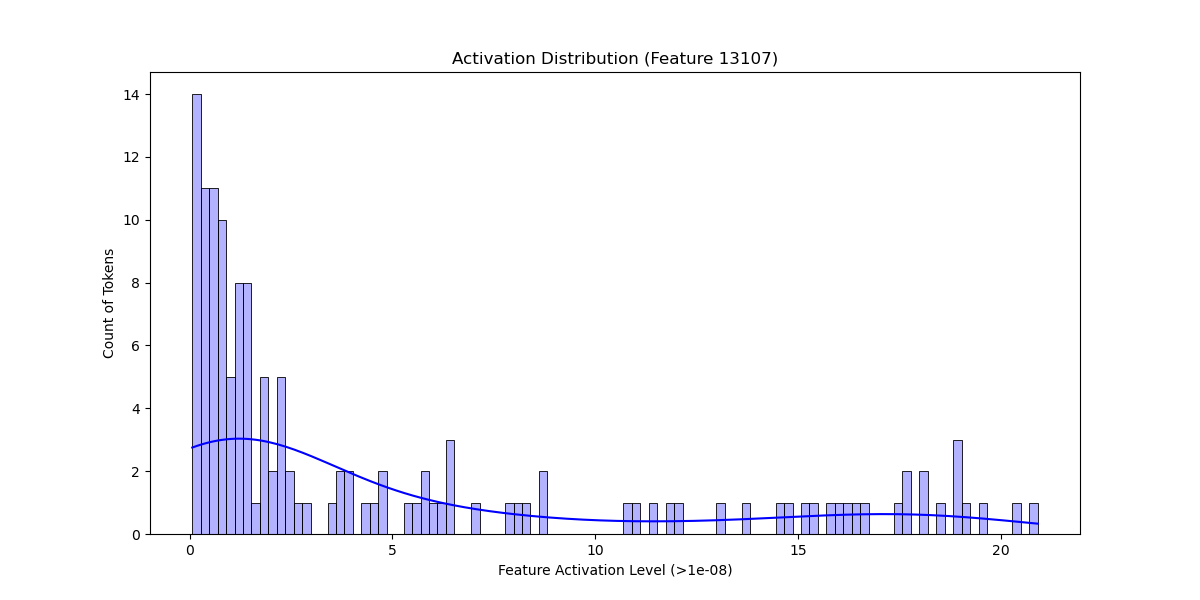 Activation Distribution (Feature 13107)
14
12
10
8
6
4
2
0
Count of Tokens
0 5 10 15 20
Feature Activation Level (>1e-08)